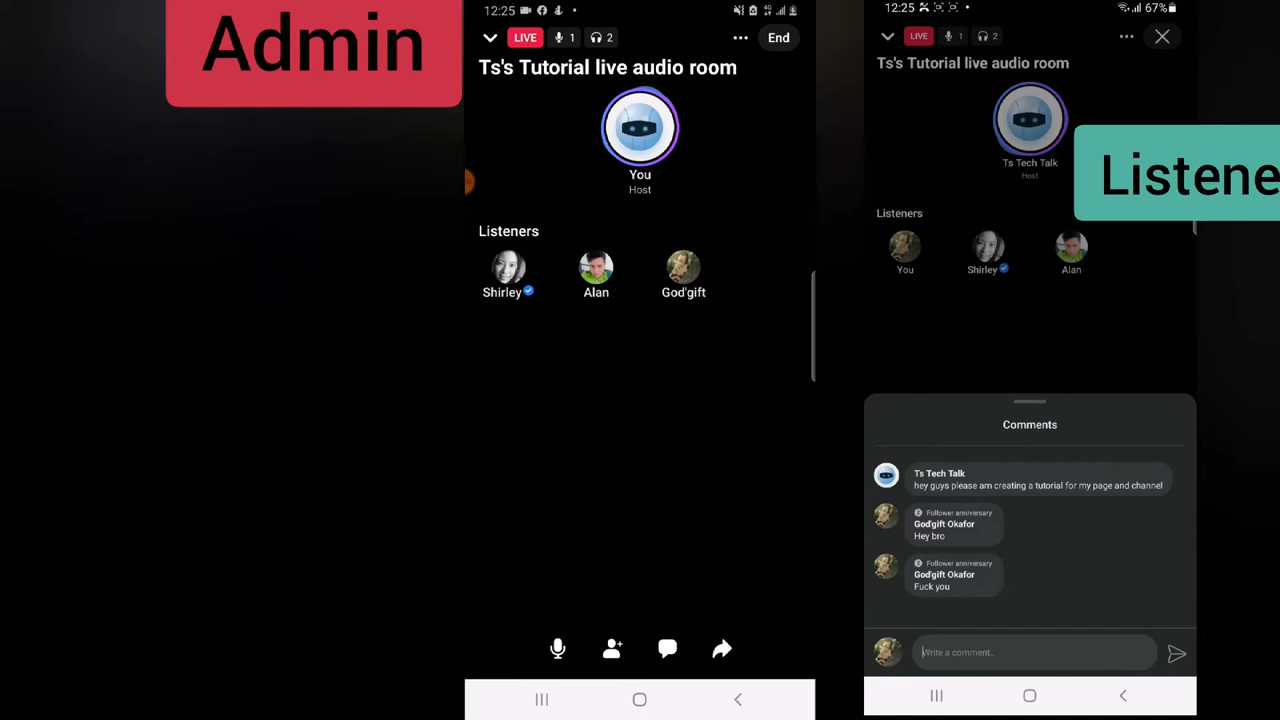 Admin
12:25
LIVE
1
2
End
Ts's Tutorial live audio room
You
Host
Listeners
Shirley
Alan
God'gift
12:25
67%
LIVE
1
2
Ts's Tutorial live audio room
Ts Tech Talk
Host
Listene
Listeners
You
Shirley
Alan
Comments
Ts Tech Talk
hey guys please am creating a tutorial for my page and channel
Follower anniversary
God'gift Okafor
Hey bro
Follower anniversary
God'gift Okafor
Fuck you
Write a comment...